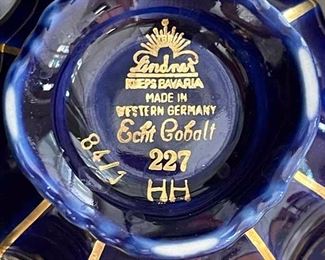 Lindner
KUEPS BAVARIA
MADE IN
WESTERN GERMANY
Echt Cobalt
227
84/1
HH